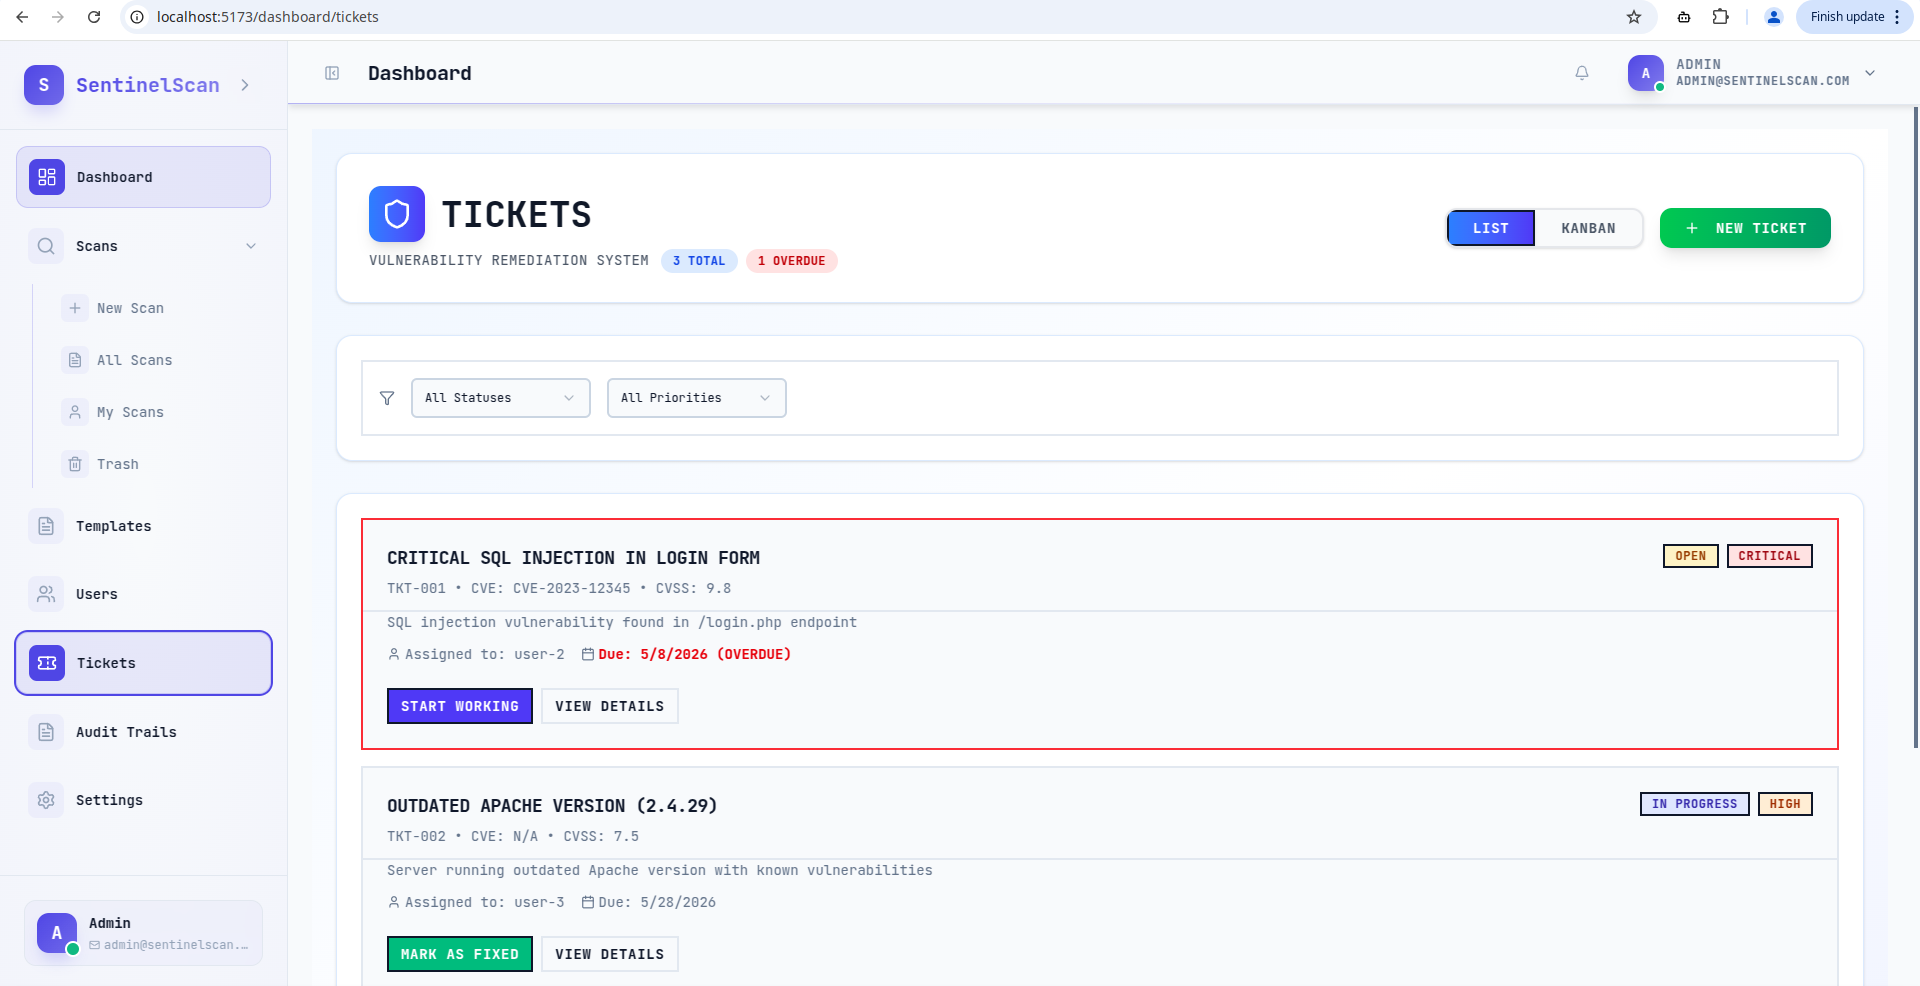 localhost:5173/dashboard/tickets
Finish update
S
SentinelScan
Dashboard
A
ADMIN
ADMIN@SENTINELSCAN.COM
Dashboard
Scans
New Scan
All Scans
My Scans
Trash
Templates
Users
Tickets
Audit Trails
Settings
A
Admin
admin@sentinelscan....
TICKETS
VULNERABILITY REMEDIATION SYSTEM
3 TOTAL
1 OVERDUE
LIST
KANBAN
+ NEW TICKET
All Statuses
All Priorities
CRITICAL SQL INJECTION IN LOGIN FORM
OPEN
CRITICAL
TKT-001 • CVE: CVE-2023-12345 • CVSS: 9.8
SQL injection vulnerability found in /login.php endpoint
Assigned to: user-2
Due: 5/8/2026 (OVERDUE)
START WORKING
VIEW DETAILS
OUTDATED APACHE VERSION (2.4.29)
IN PROGRESS
HIGH
TKT-002 • CVE: N/A • CVSS: 7.5
Server running outdated Apache version with known vulnerabilities
Assigned to: user-3
Due: 5/28/2026
MARK AS FIXED
VIEW DETAILS